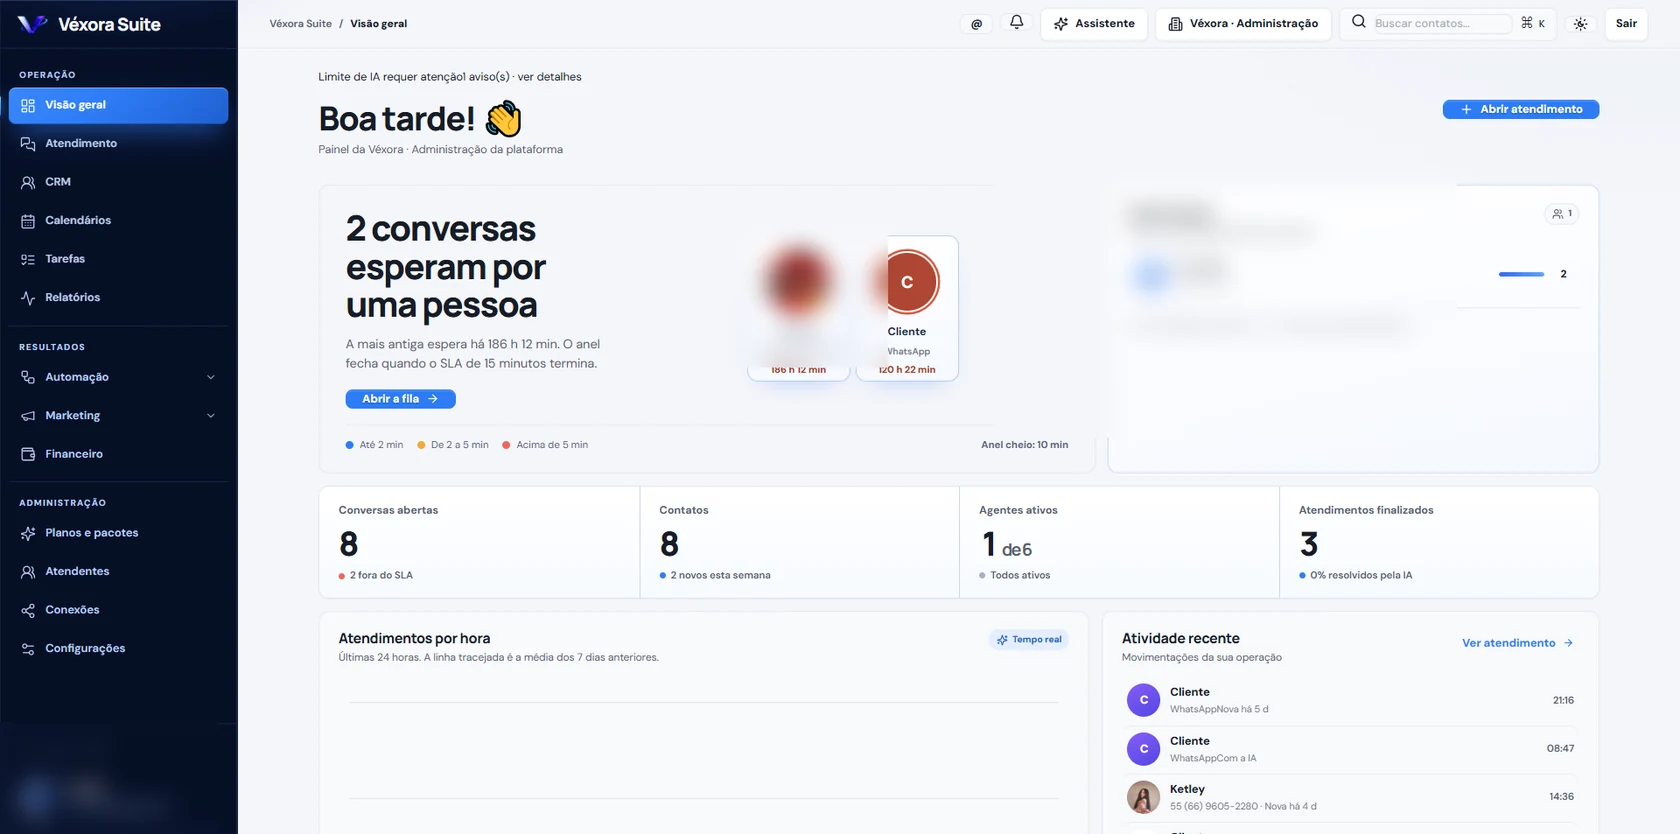 Véxora Suite
OPERAÇÃO
Visão geral
Atendimento
CRM
Calendários
Tarefas
Relatórios
RESULTADOS
Automação
Marketing
Financeiro
ADMINISTRAÇÃO
Planos e pacotes
Atendentes
Conexões
Configurações
Véxora Suite / Visão geral
@
Assistente
Véxora · Administração
Buscar contatos...
⌘ K
Sair
Limite de IA requer atenção1 aviso(s) · ver detalhes
Boa tarde! 👋
Painel da Véxora · Administração da plataforma
+ Abrir atendimento
2 conversas
esperam por
uma pessoa
A mais antiga espera há 186 h 12 min. O anel
fecha quando o SLA de 15 minutos termina.
Abrir a fila →
186 h 12 min
C
Cliente
WhatsApp
120 h 22 min
Até 2 min
De 2 a 5 min
Acima de 5 min
Anel cheio: 10 min
1
2
Conversas abertas
8
2 fora do SLA
Contatos
8
2 novos esta semana
Agentes ativos
1 de 6
Todos ativos
Atendimentos finalizados
3
0% resolvidos pela IA
Atendimentos por hora
Últimas 24 horas. A linha tracejada é a média dos 7 dias anteriores.
Tempo real
Atividade recente
Movimentações da sua operação
Ver atendimento →
C
Cliente
WhatsAppNova há 5 d
21:16
C
Cliente
WhatsAppCom a IA
08:47
Ketley
55 (66) 9605-2280 · Nova há 4 d
14:36